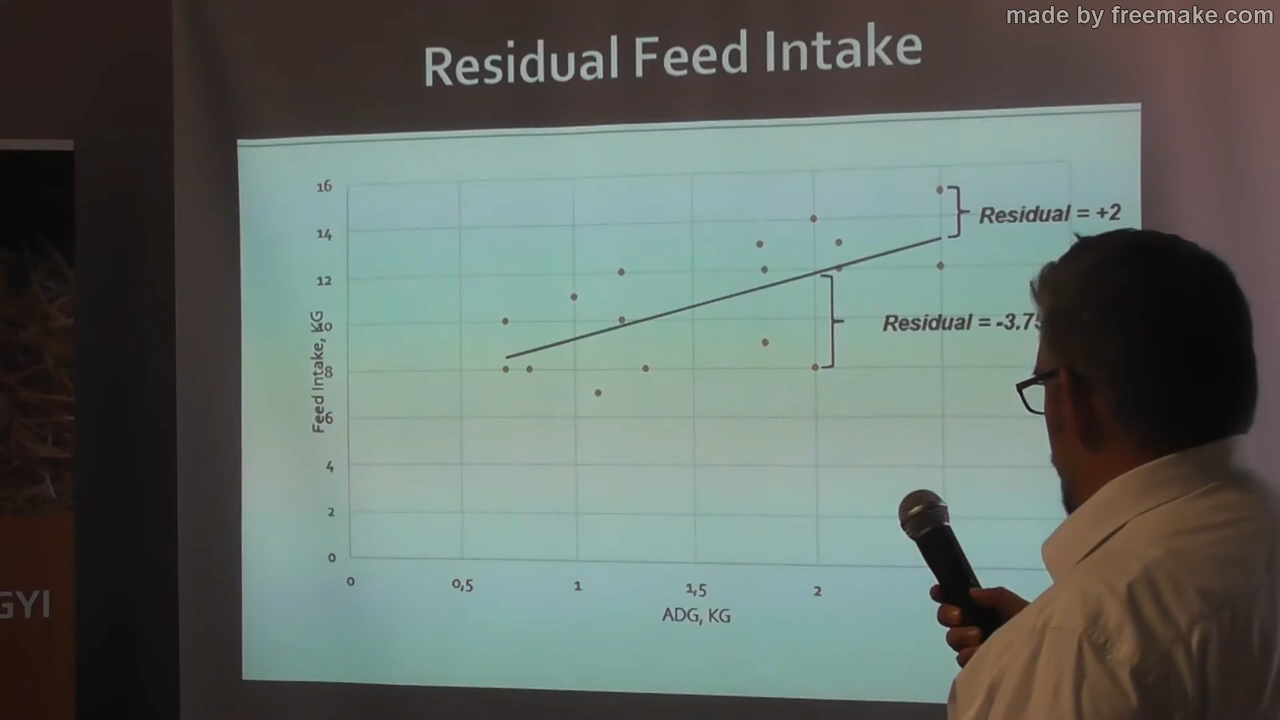 made by freemake.com
Residual Feed Intake
16
14
12
10
8
6
4
2
0
Feed Intake, KG
Residual = +2
Residual = -3.75
0
0,5
1
1,5
2
ADG, KG
GYI